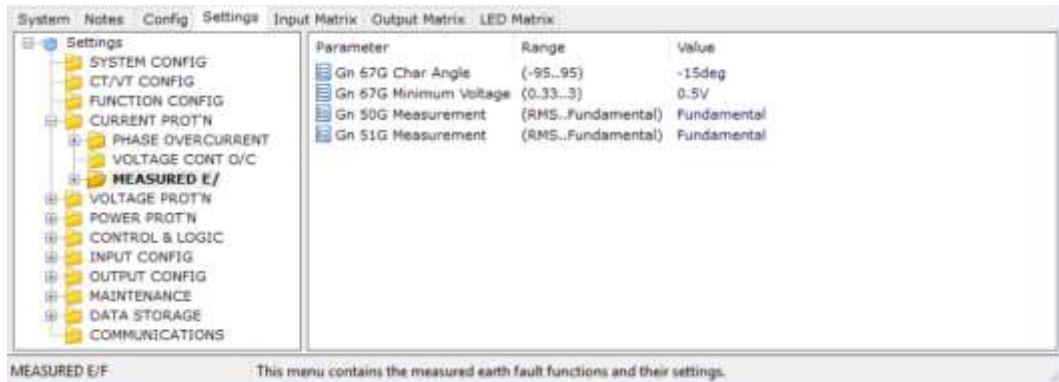 System Notes Config Settings Input Matrix Output Matrix LED Matrix
Settings
SYSTEM CONFIG
CT/VT CONFIG
FUNCTION CONFIG
CURRENT PROT'N
PHASE OVERCURRENT
VOLTAGE CONT O/C
MEASURED E/
VOLTAGE PROT'N
POWER PROT'N
CONTROL & LOGIC
INPUT CONFIG
OUTPUT CONFIG
MAINTENANCE
DATA STORAGE
COMMUNICATIONS
Parameter Range Value
Gn 67G Char Angle (-95..95) -15deg
Gn 67G Minimum Voltage (0.33..3) 0.5V
Gn 50G Measurement (RMS..Fundamental) Fundamental
Gn 51G Measurement (RMS..Fundamental) Fundamental
MEASURED E/F This menu contains the measured earth fault functions and their settings.